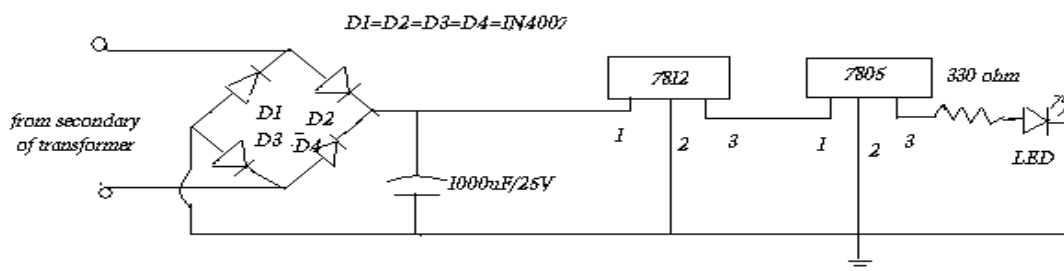 D1=D2=D3=D4=IN4007
7812
7805
330 ohm
D1
D2
from secondary
of transformer
D3
D4
1
2
3
1
2
3
LED
1000uF/25V